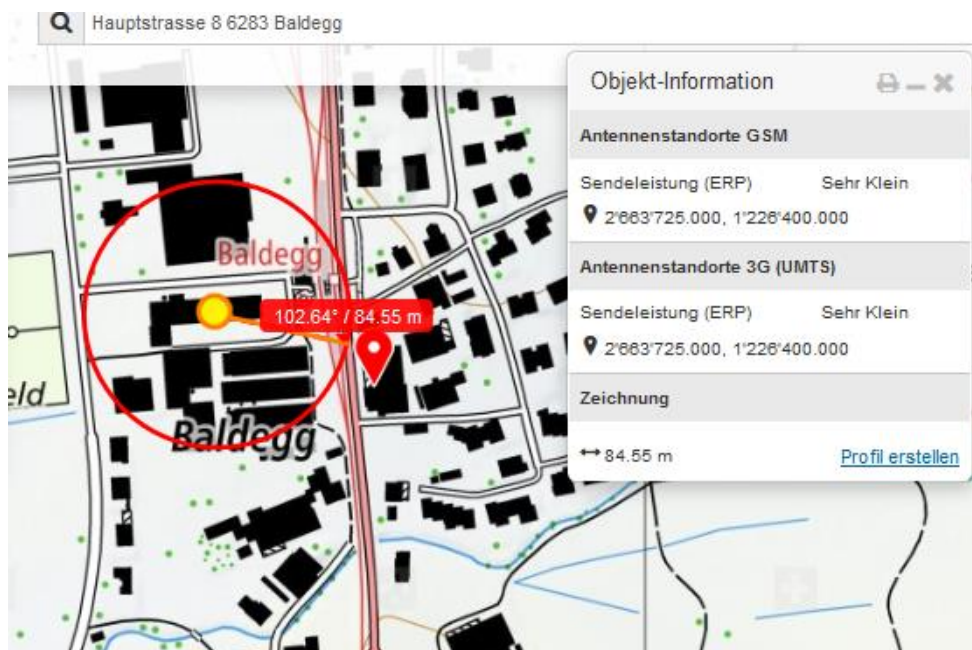 Hauptstrasse 8 6283 Baldegg
Objekt-Information
Antennenstandorte GSM
Sendeleistung (ERP) Sehr Klein
2'663'725.000, 1'226'400.000
Antennenstandorte 3G (UMTS)
Sendeleistung (ERP) Sehr Klein
2'663'725.000, 1'226'400.000
Zeichnung
84.55 m Profil erstellen
Baldegg
102.64° / 84.55 m
eld
Baldegg